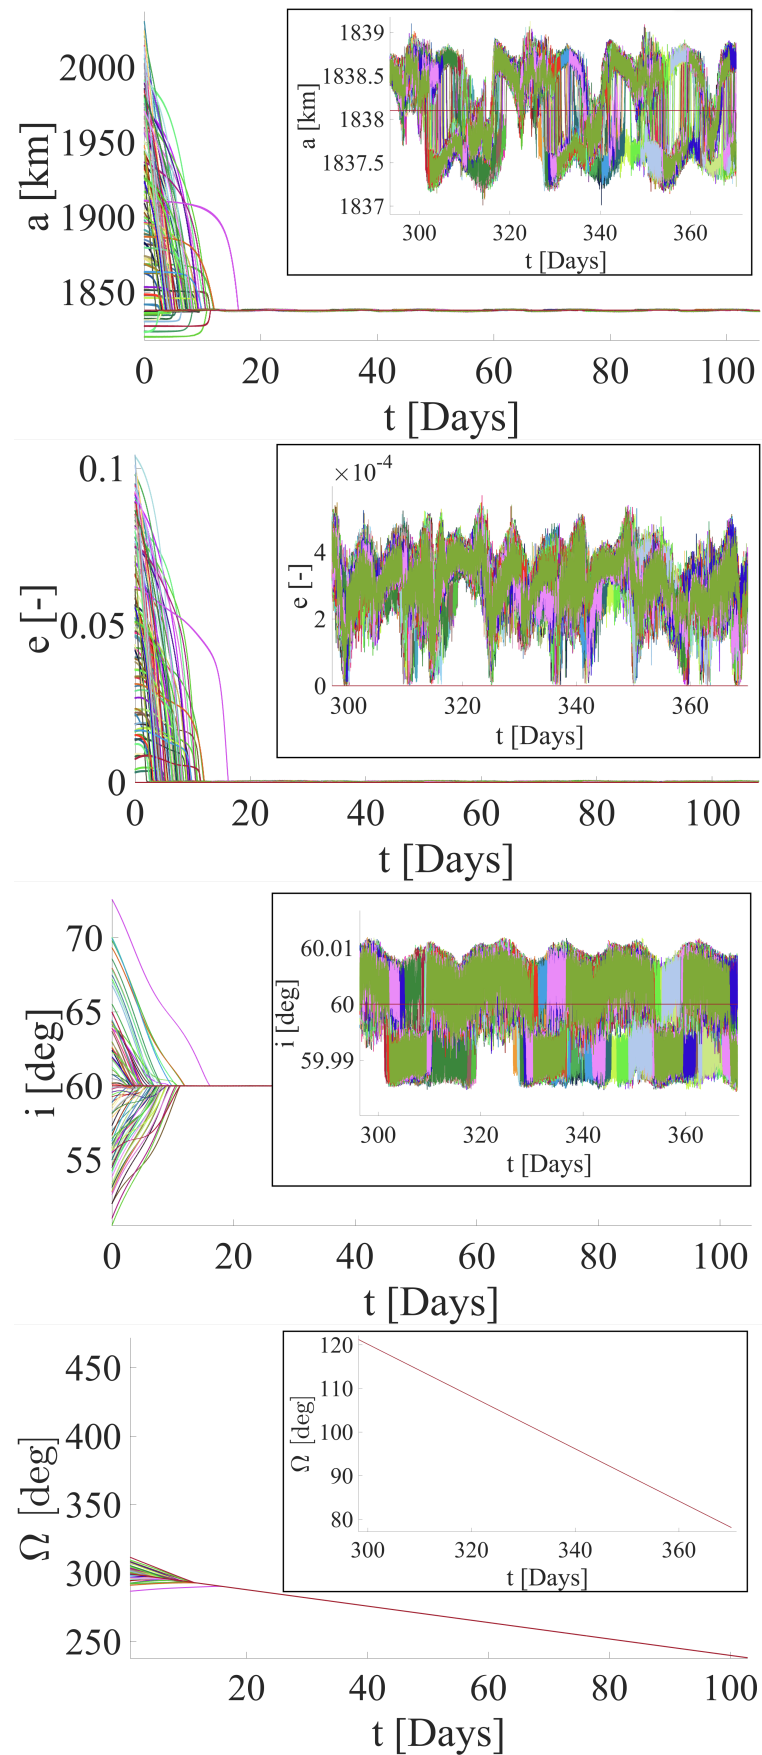 2000
1950
1900
1850
a [km]
0 20 40 60 80 100
t [Days]
1839
1838.5
1838
1837.5
1837
a [km]
300 320 340 360
t [Days]
0.1
0.05
0
e [-]
0 20 40 60 80 100
t [Days]
×10-4
4
2
0
e [-]
300 320 340 360
t [Days]
70
65
60
55
i [deg]
0 20 40 60 80 100
t [Days]
60.01
60
59.99
i [deg]
300 320 340 360
t [Days]
450
400
350
300
250
Ω [deg]
20 40 60 80 100
t [Days]
120
110
100
90
80
Ω [deg]
300 320 340 360
t [Days]